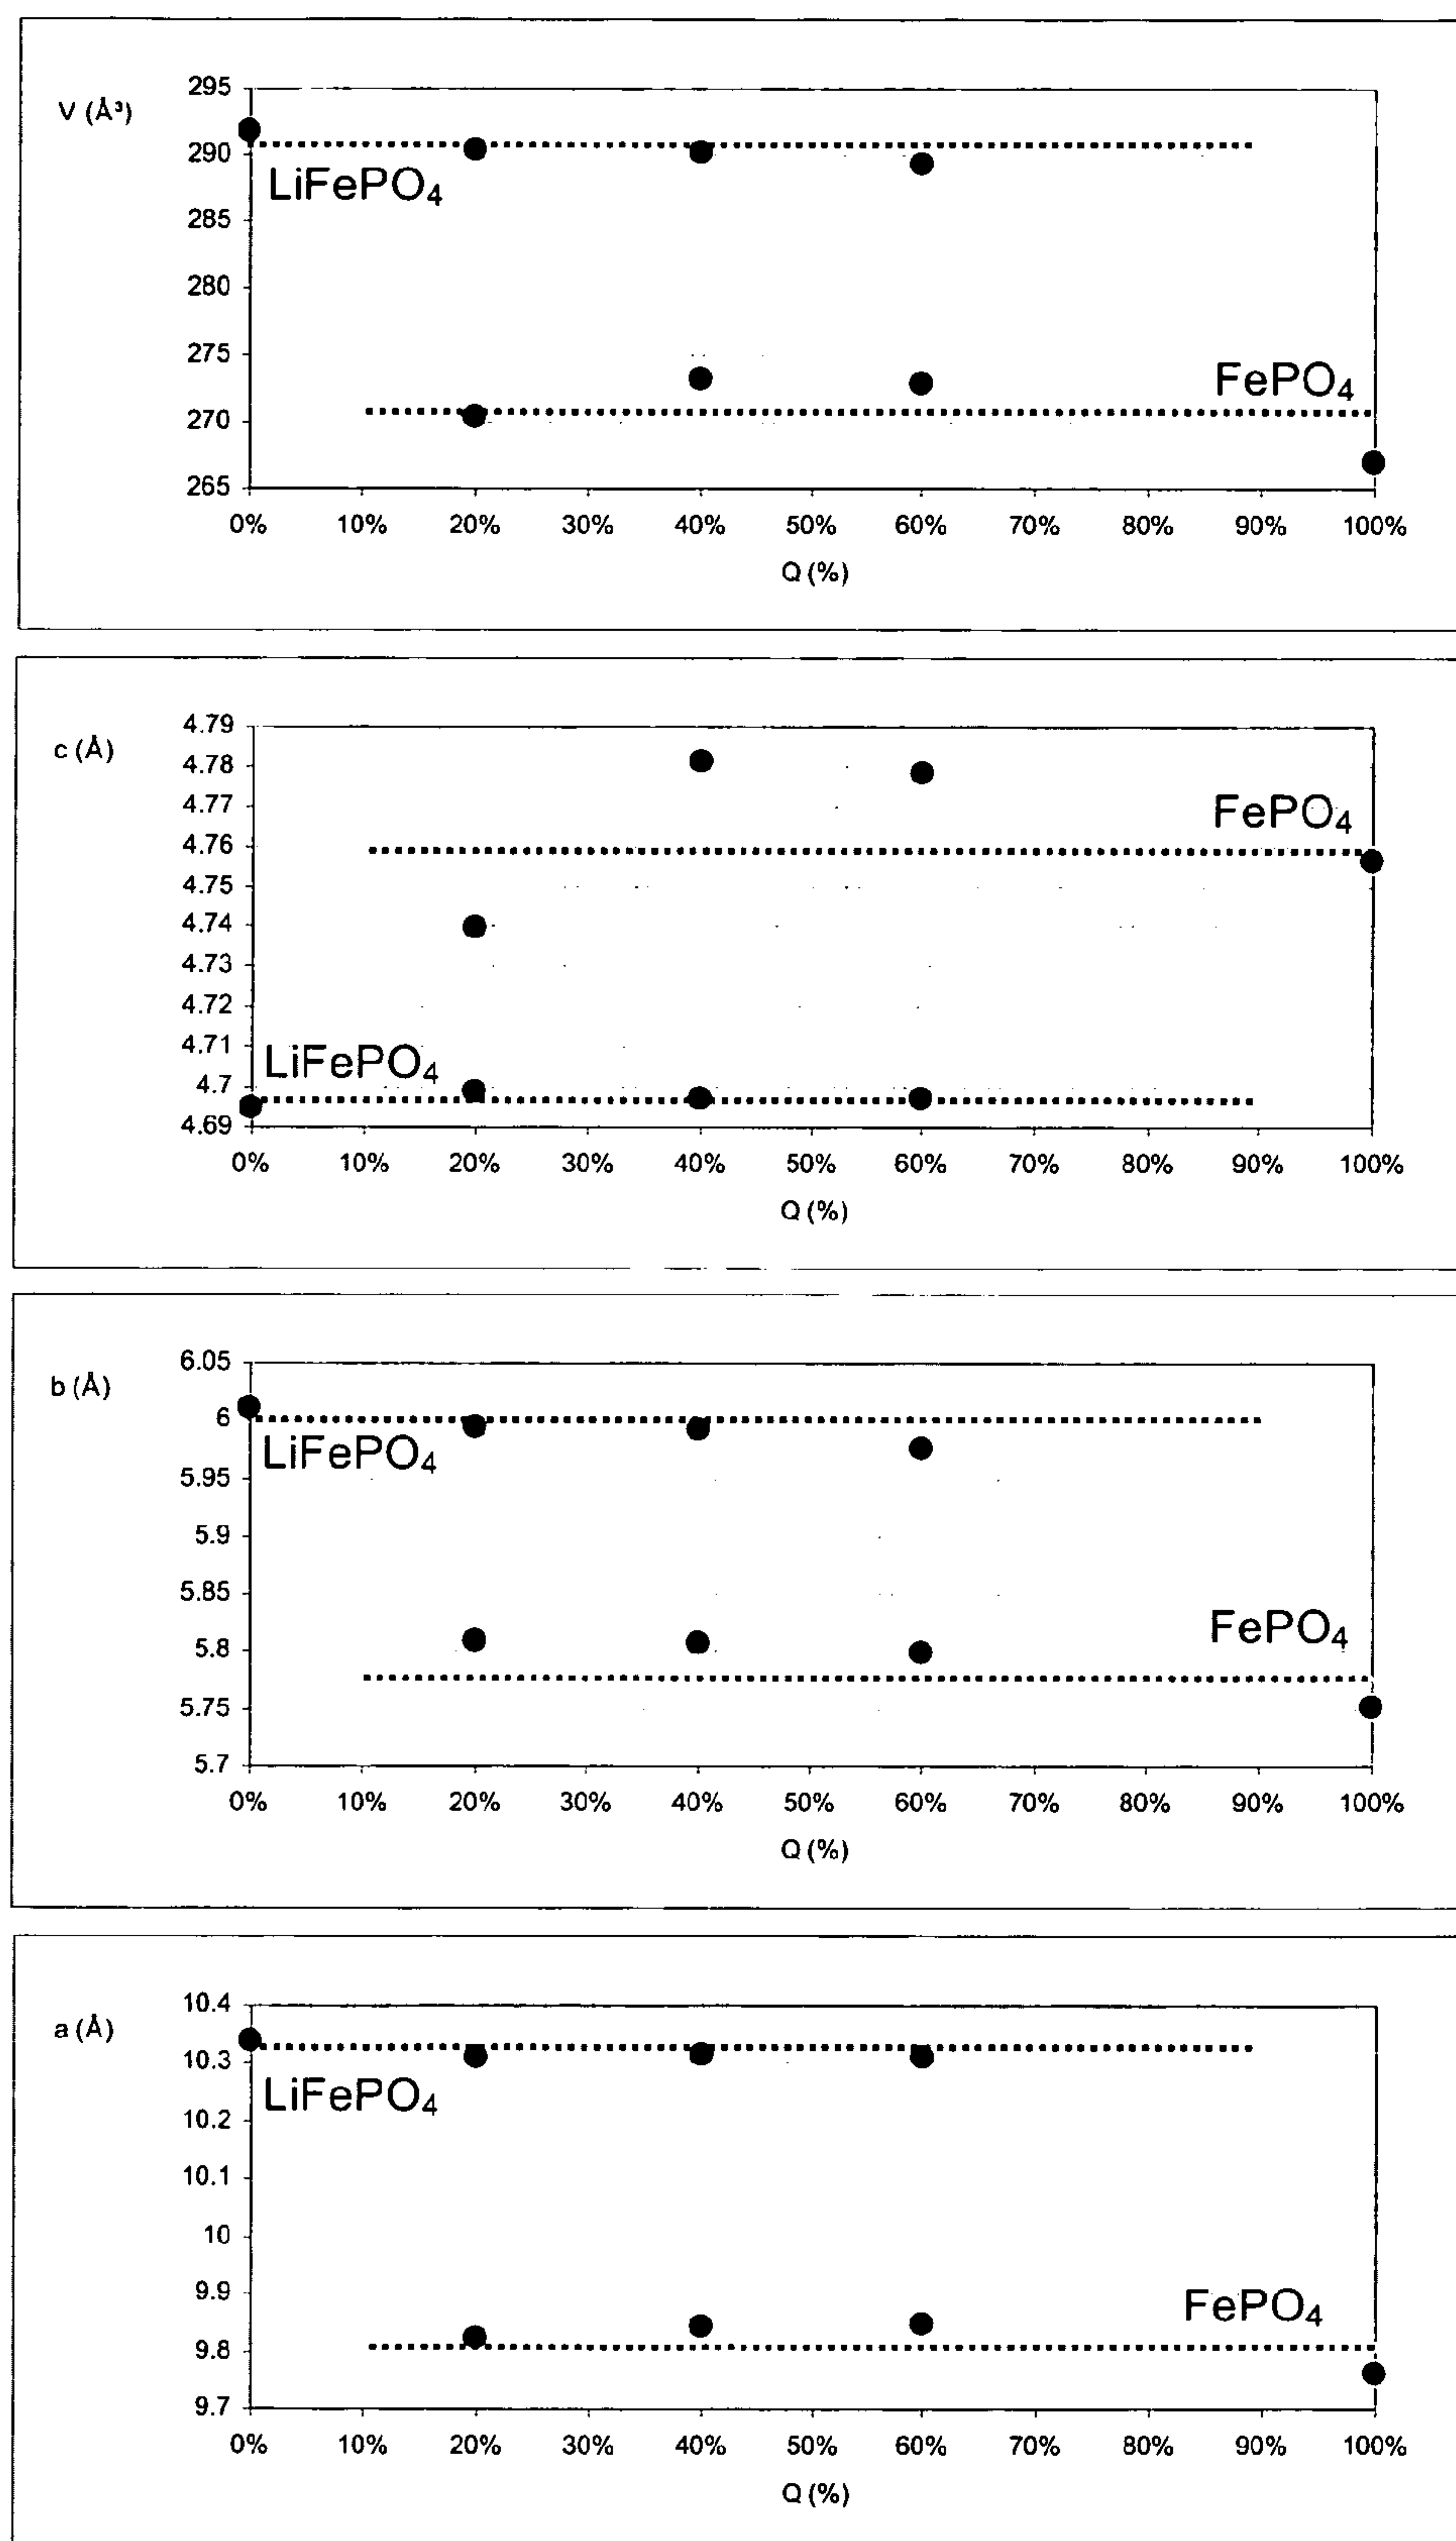 295
V (Å³)
290
LiFePO₄
285
280
275
FePO₄
270
265
0% 10% 20% 30% 40% 50% 60% 70% 80% 90% 100%
Q (%)
4.79
c (Å)
4.78
4.77
FePO₄
4.76
4.75
4.74
4.73
4.72
4.71
LiFePO₄
4.7
4.69
0% 10% 20% 30% 40% 50% 60% 70% 80% 90% 100%
Q (%)
6.05
b (Å)
6
LiFePO₄
5.95
5.9
5.85
FePO₄
5.8
5.75
5.7
0% 10% 20% 30% 40% 50% 60% 70% 80% 90% 100%
Q (%)
10.4
a (Å)
10.3
LiFePO₄
10.2
10.1
10
9.9
FePO₄
9.8
9.7
0% 10% 20% 30% 40% 50% 60% 70% 80% 90% 100%
Q (%)